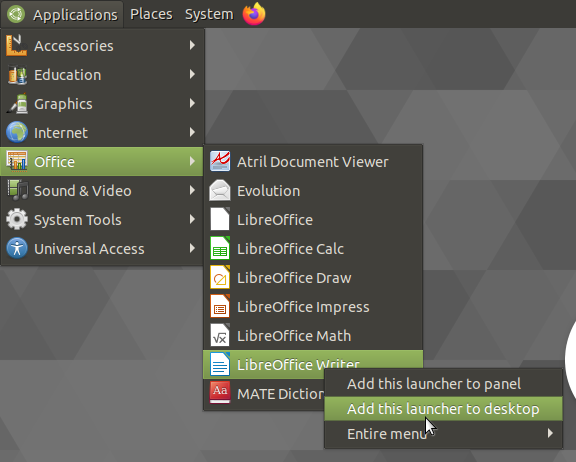 Applications Places System
Accessories
Education
Graphics
Internet
Office
Sound & Video
System Tools
Universal Access
Atril Document Viewer
Evolution
LibreOffice
LibreOffice Calc
LibreOffice Draw
LibreOffice Impress
LibreOffice Math
LibreOffice Writer
Aa MATE Diction
Add this launcher to panel
Add this launcher to desktop
Entire menu